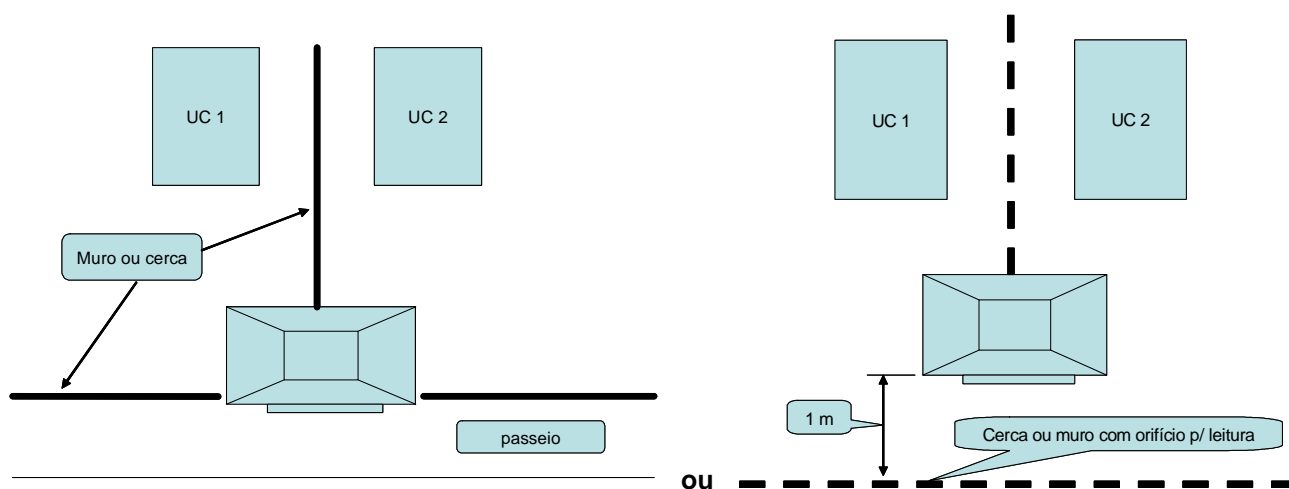 UC 1
UC 2
Muro ou cerca
passeio
ou
UC 1
UC 2
1 m
Cerca ou muro com orifício p/ leitura